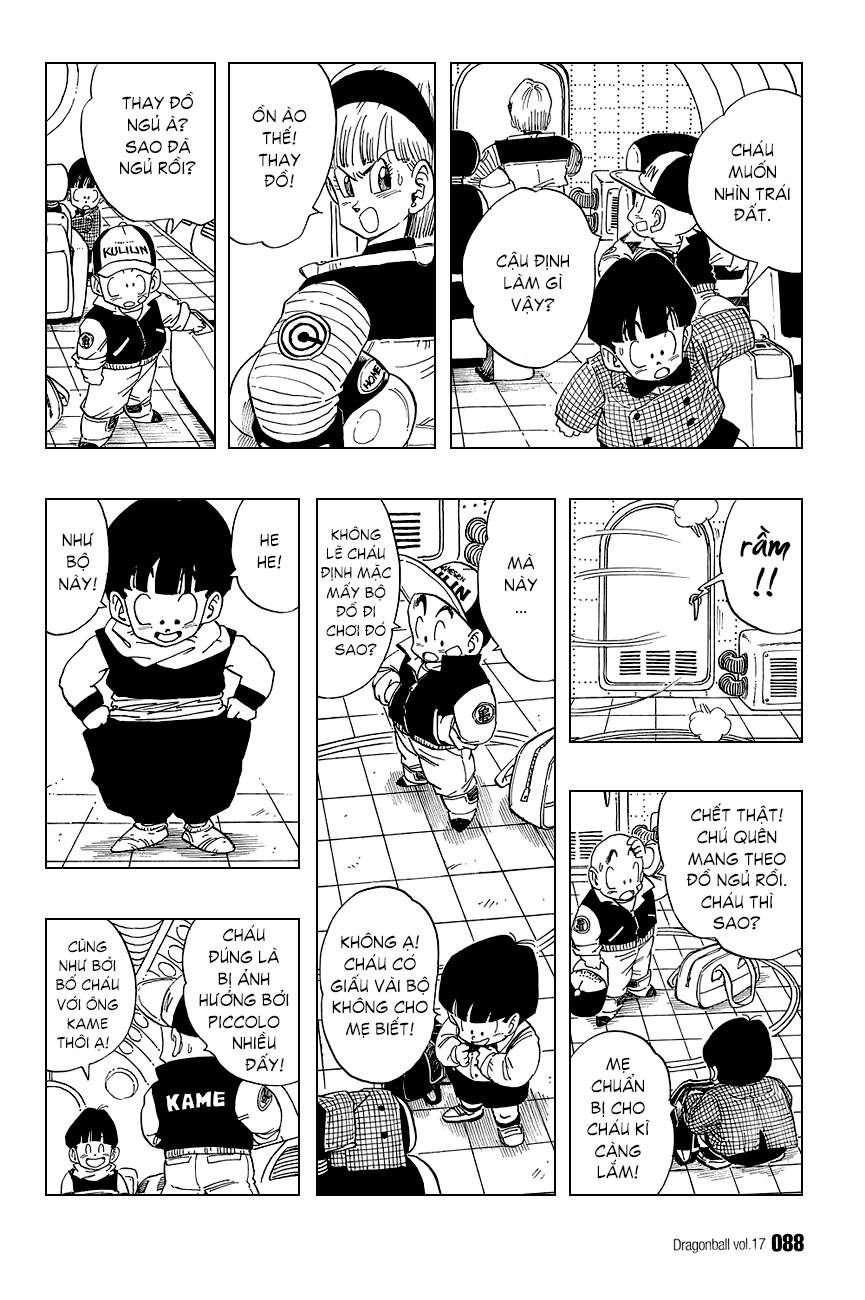 CHÁU
MUỐN
NHÌN TRÁI
ĐẤT.
CẬU ĐỊNH
LÀM GÌ
VẬY?
ỒN ÀO
THẾ!
THAY
ĐỒ!
HOME
THAY ĐỒ
NGỦ À?
SAO ĐÃ
NGỦ RỒI?
KULILIN
rầm
!!
CHẾT THẬT!
CHÚ QUÊN
MANG THEO
ĐỒ NGỦ RỒI.
CHÁU THÌ
SAO?
MẸ
CHUẨN
BỊ CHO
CHÁU KĨ
CÀNG
LẮM!
MÀ
NÀY
...
KHÔNG
LẼ CHÁU
ĐỊNH MẶC
MẤY BỘ
ĐỒ ĐI
CHƠI ĐÓ
SAO?
KHÔNG Ạ!
CHÁU CÓ
GIẤU VÀI BỘ
KHÔNG CHO
MẸ BIẾT!
HE
HE!
NHƯ
BỘ
NÀY!
CHÁU
ĐÚNG LÀ
BỊ ẢNH
HƯỞNG BỞI
PICCOLO
NHIỀU
ĐẤY!
CŨNG
NHƯ BỞI
BỐ CHÁU
VỚI ÔNG
KAME
THÔI Ạ!
KAME
Dragonball vol.17 088